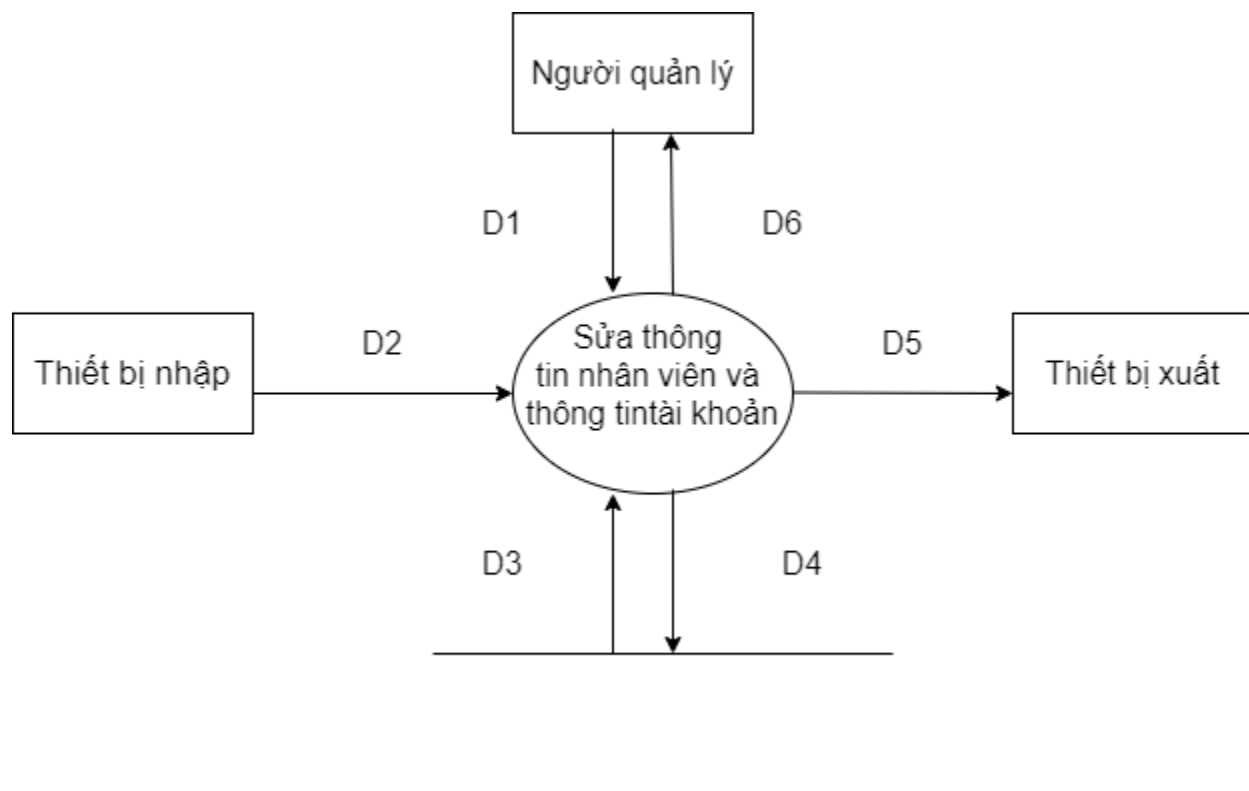 Người quản lý
D1
D6
Thiết bị nhập
D2
Sửa thông
tin nhân viên và
thông tintài khoản
D5
Thiết bị xuất
D3
D4